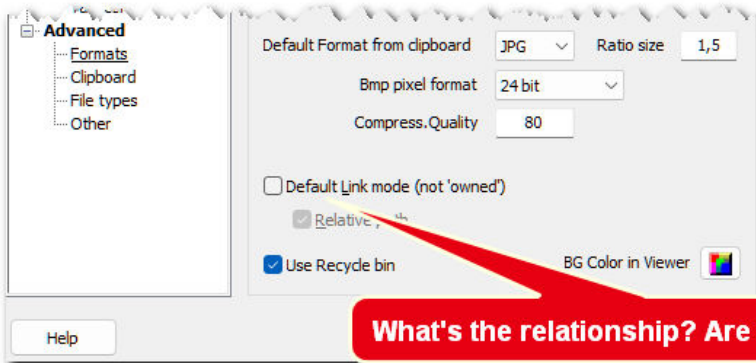 Advanced
Formats
Clipboard
File types
Other
Default Format from clipboard JPG Ratio size 1,5
Bmp pixel format 24 bit
Compress.Quality 80
Default Link mode (not 'owned')
Relative
Use Recycle bin BG Color in Viewer
Help
What's the relationship? Are